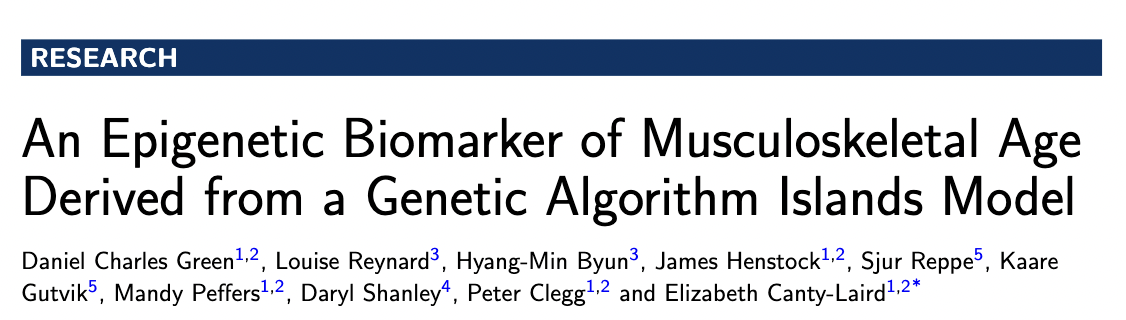 RESEARCH
An Epigenetic Biomarker of Musculoskeletal Age
Derived from a Genetic Algorithm Islands Model
Daniel Charles Green1,2, Louise Reynard3, Hyang-Min Byun3, James Henstock1,2, Sjur Reppe5, Kaare
Gutvik5, Mandy Peffers1,2, Daryl Shanley4, Peter Clegg1,2 and Elizabeth Canty-Laird1,2*